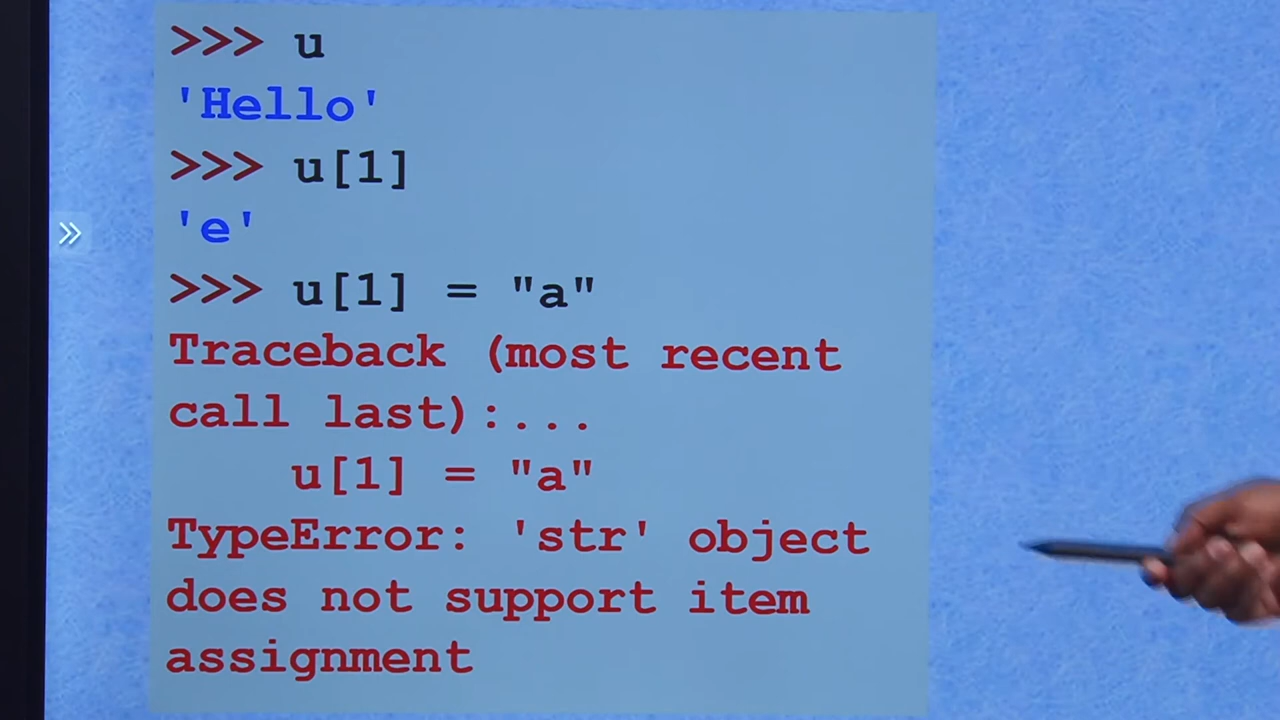 >>> u
'Hello'
>>> u[1]
'e'
>>> u[1] = "a"
Traceback (most recent
call last):...
    u[1] = "a"
TypeError: 'str' object
does not support item
assignment